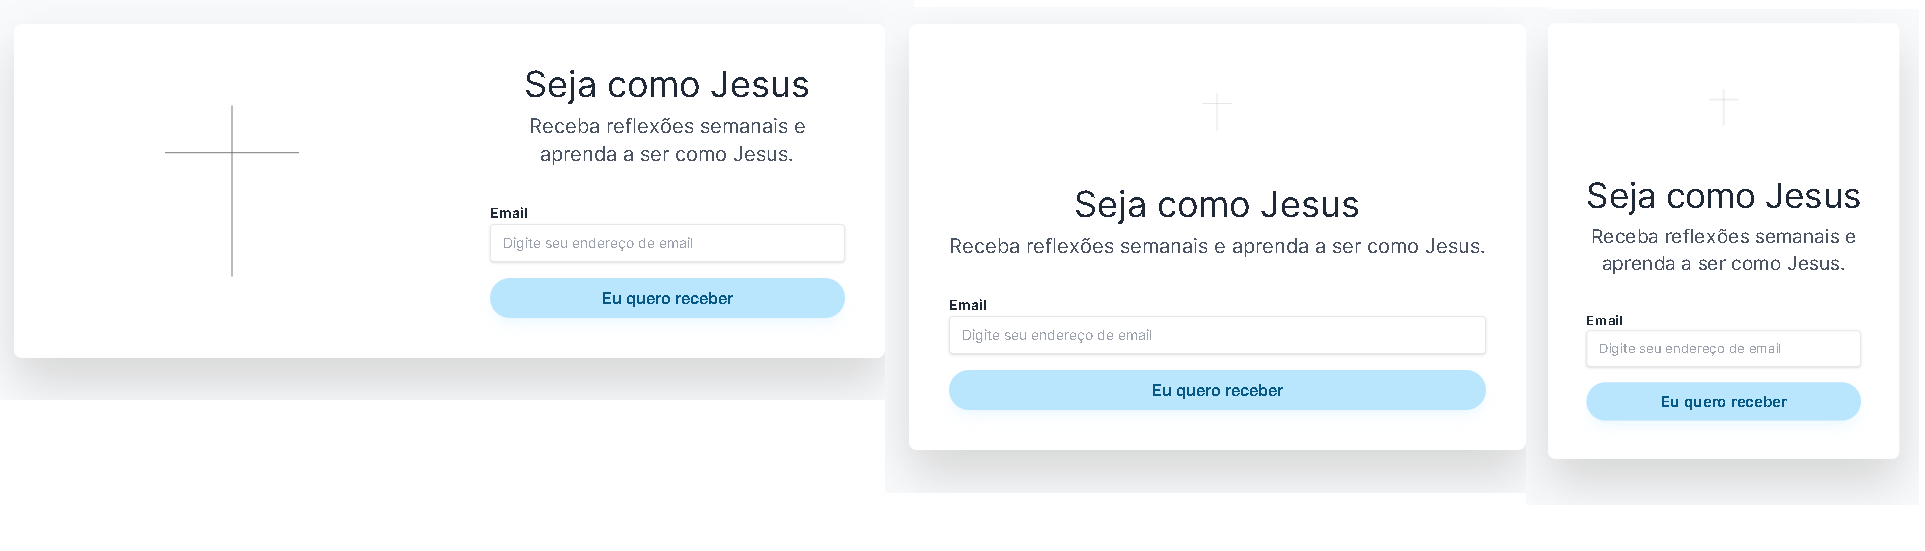 Seja como Jesus
Receba reflexões semanais e
aprenda a ser como Jesus.
Email
Digite seu endereço de email
Eu quero receber
Seja como Jesus
Receba reflexões semanais e aprenda a ser como Jesus.
Email
Digite seu endereço de email
Eu quero receber
Seja como Jesus
Receba reflexões semanais e
aprenda a ser como Jesus.
Email
Digite seu endereço de email
Eu quero receber